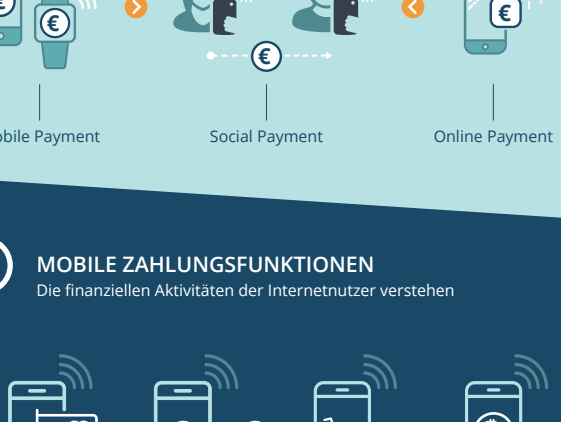 € €
€
€
obile Payment Social Payment Online Payment
MOBILE ZAHLUNGSFUNKTIONEN
Die finanziellen Aktivitäten der Internetnutzer verstehen